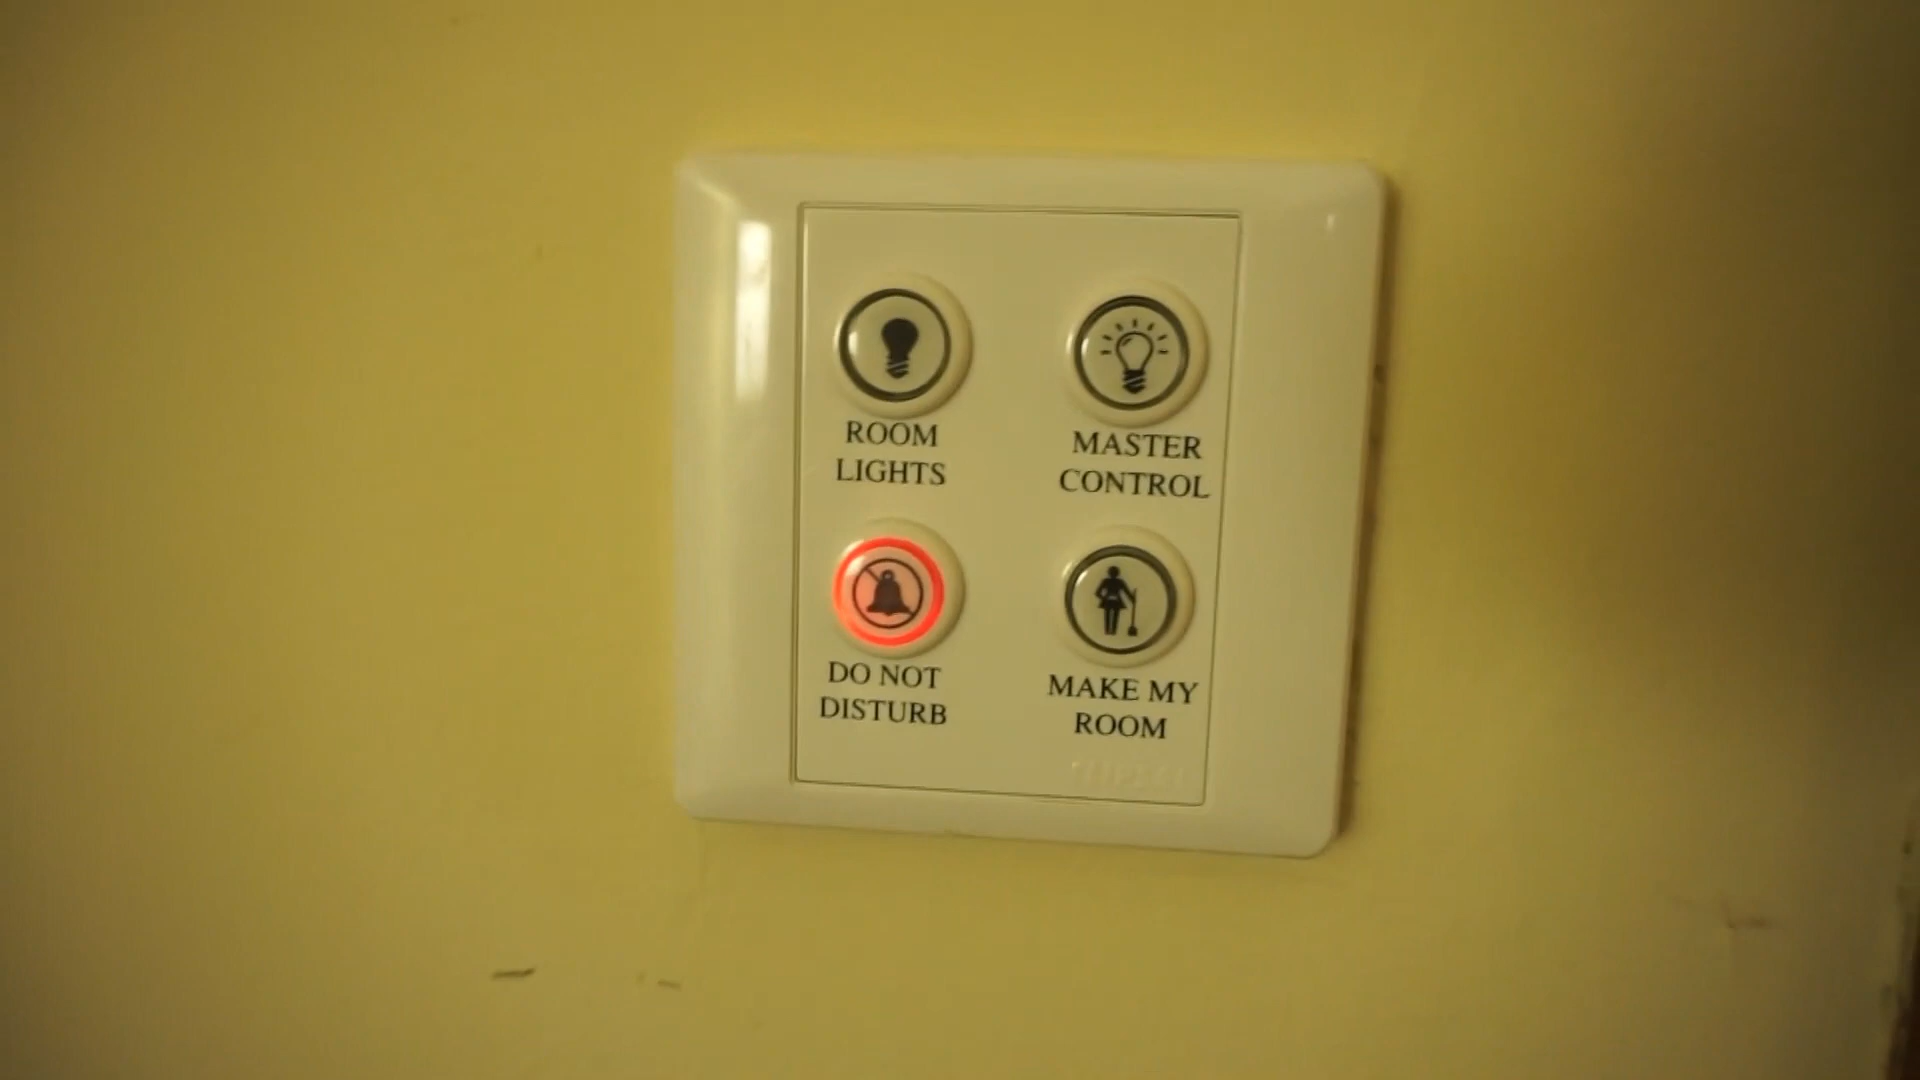 ROOM
LIGHTS
MASTER
CONTROL
DO NOT
DISTURB
MAKE MY
ROOM